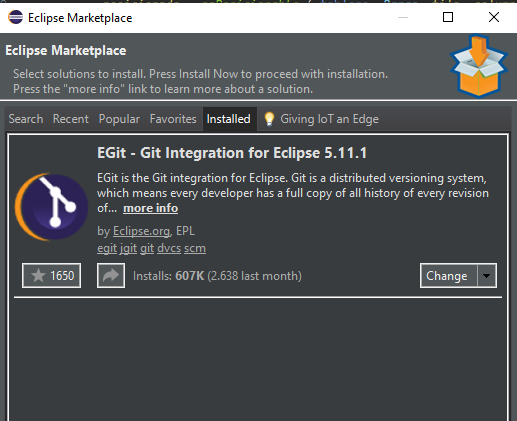 Eclipse Marketplace
Eclipse Marketplace
Select solutions to install. Press Install Now to proceed with installation.
Press the "more info" link to learn more about a solution.
Search Recent Popular Favorites Installed Giving IoT an Edge
EGit - Git Integration for Eclipse 5.11.1
EGit is the Git integration for Eclipse. Git is a distributed versioning system,
which means every developer has a full copy of all history of every revision
of... more info
by Eclipse.org, EPL
egit jgit git dvcs scm
1650 Installs: 607K (2.638 last month) Change